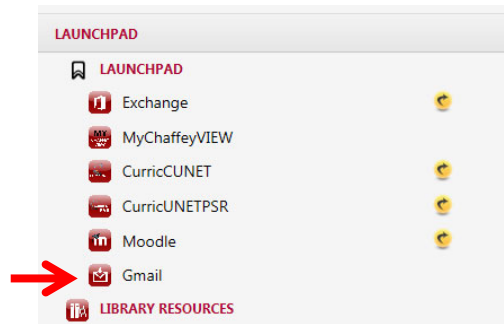 LAUNCHPAD
LAUNCHPAD
Exchange
MyChaffeyVIEW
CurricCUNET
CurricUNETPSR
Moodle
Gmail
LIBRARY RESOURCES